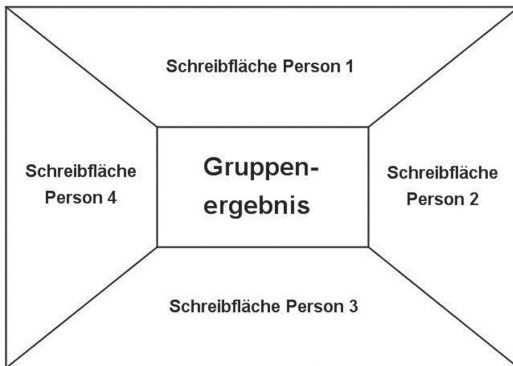 Schreibfläche Person 1
Schreibfläche
Person 4
Gruppen-
ergebnis
Schreibfläche
Person 2
Schreibfläche Person 3